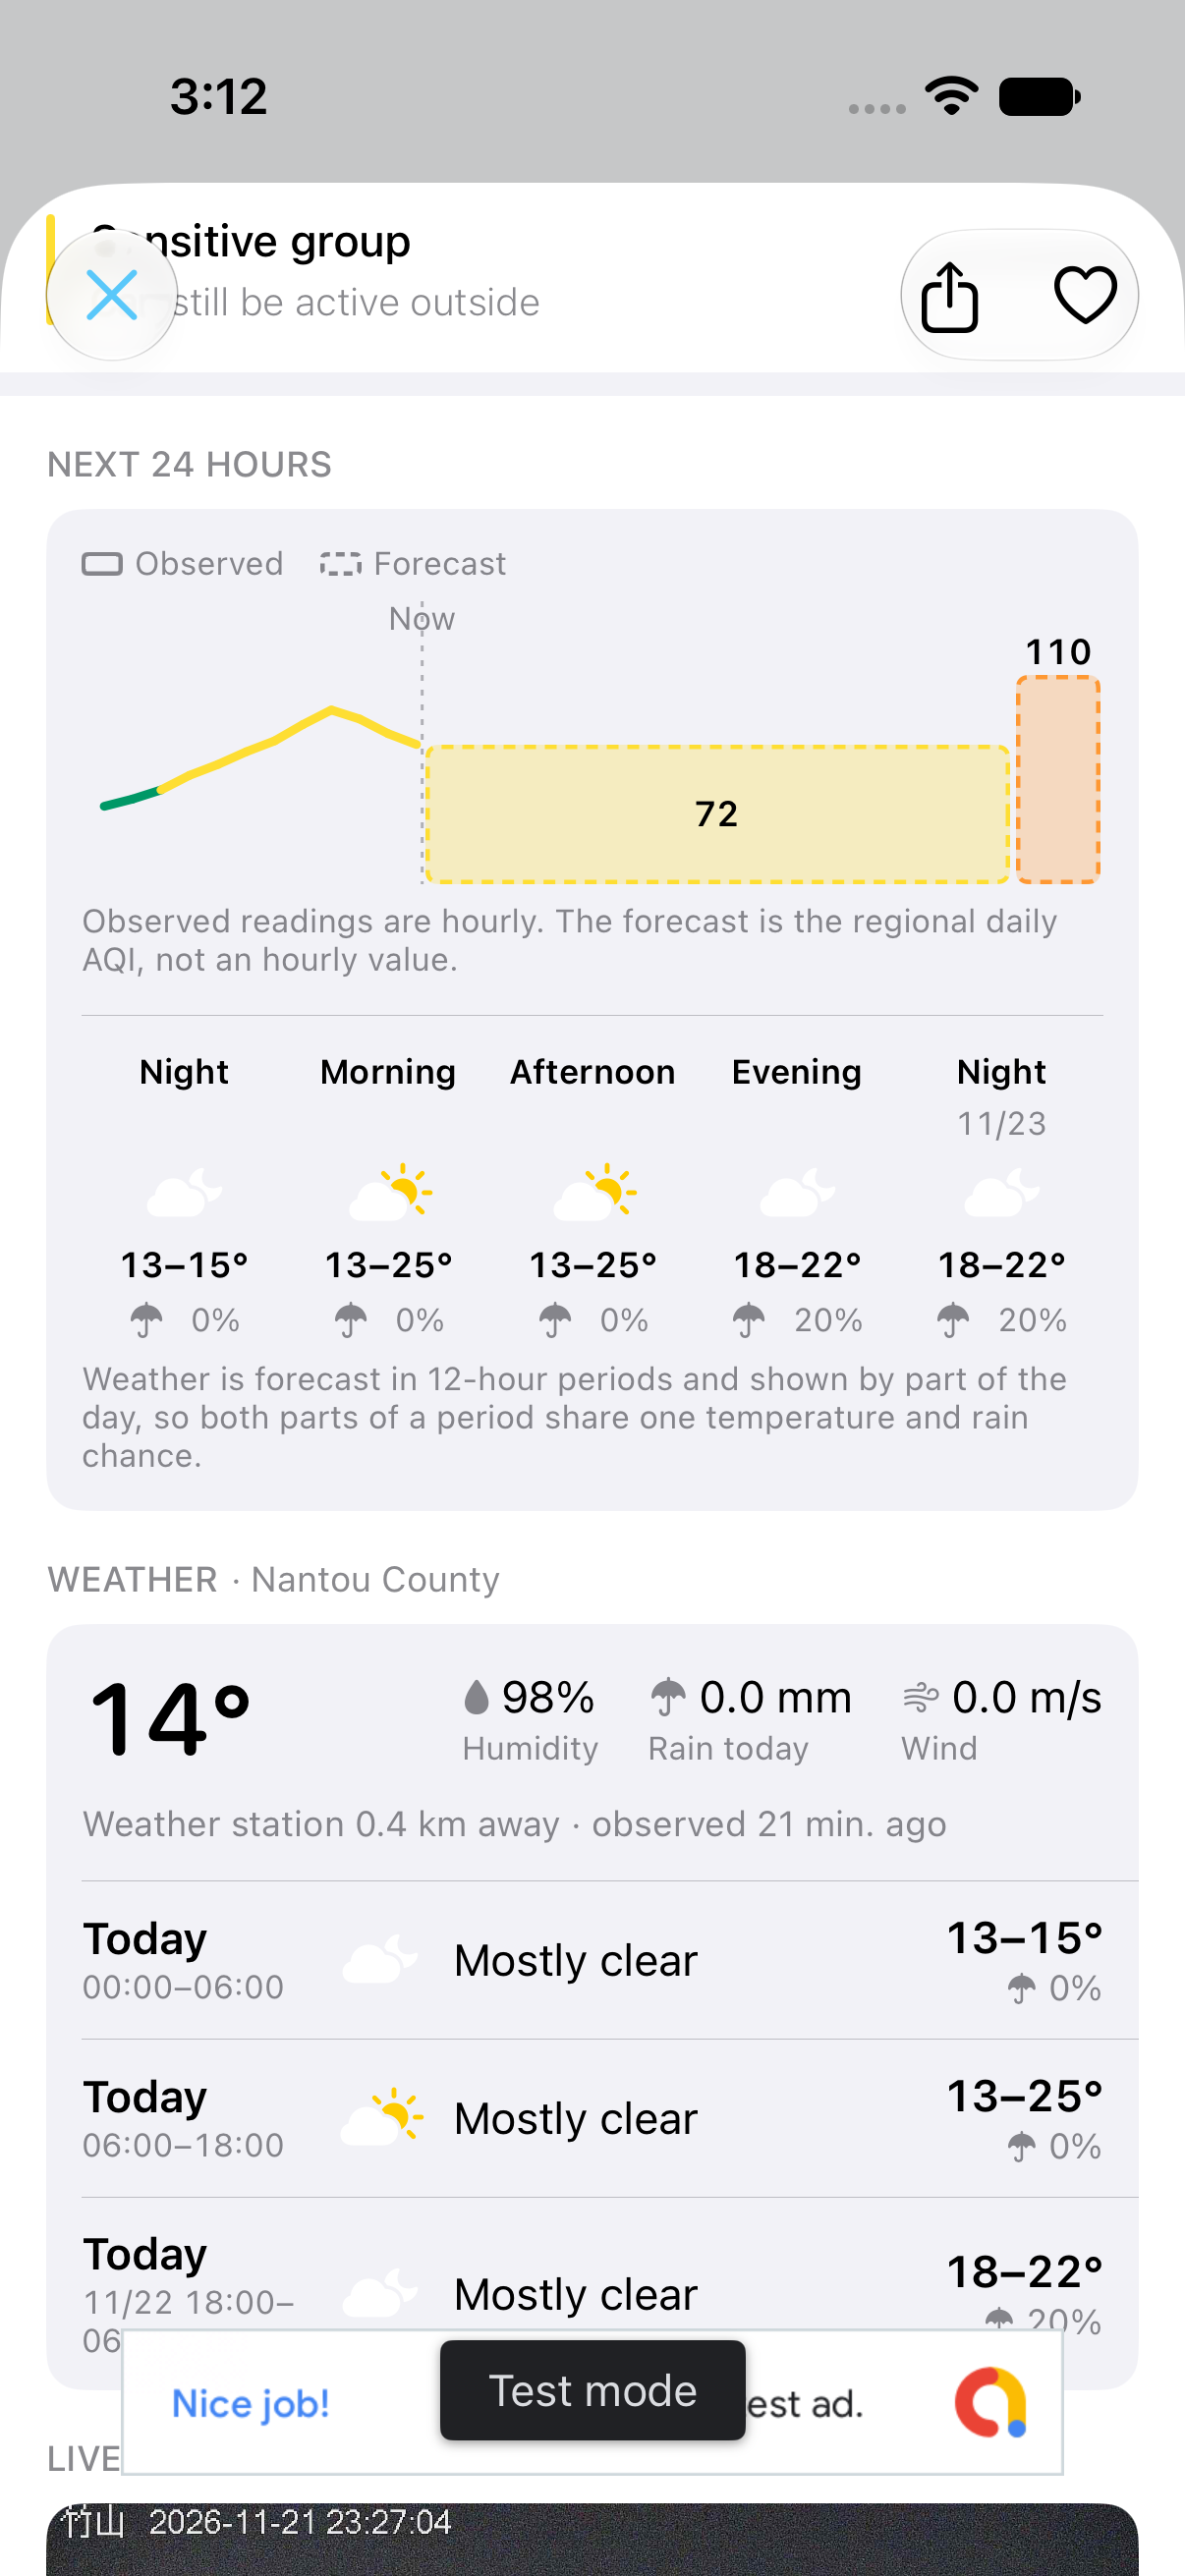 3:12
Sensitive group
still be active outside
NEXT 24 HOURS
Observed Forecast
Now
110
72
Observed readings are hourly. The forecast is the regional daily
AQI, not an hourly value.
Night Morning Afternoon Evening Night
11/23
13–15° 13–25° 13–25° 18–22° 18–22°
0% 0% 0% 20% 20%
Weather is forecast in 12-hour periods and shown by part of the
day, so both parts of a period share one temperature and rain
chance.
WEATHER · Nantou County
14° 98% 0.0 mm 0.0 m/s
Humidity Rain today Wind
Weather station 0.4 km away · observed 21 min. ago
Today Mostly clear 13–15°
00:00–06:00 0%
Today Mostly clear 13–25°
06:00–18:00 0%
Today Mostly clear 18–22°
11/22 18:00– 20%
06
Nice job! Test mode est ad.
LIVE
竹山 2026-11-21 23:27:04